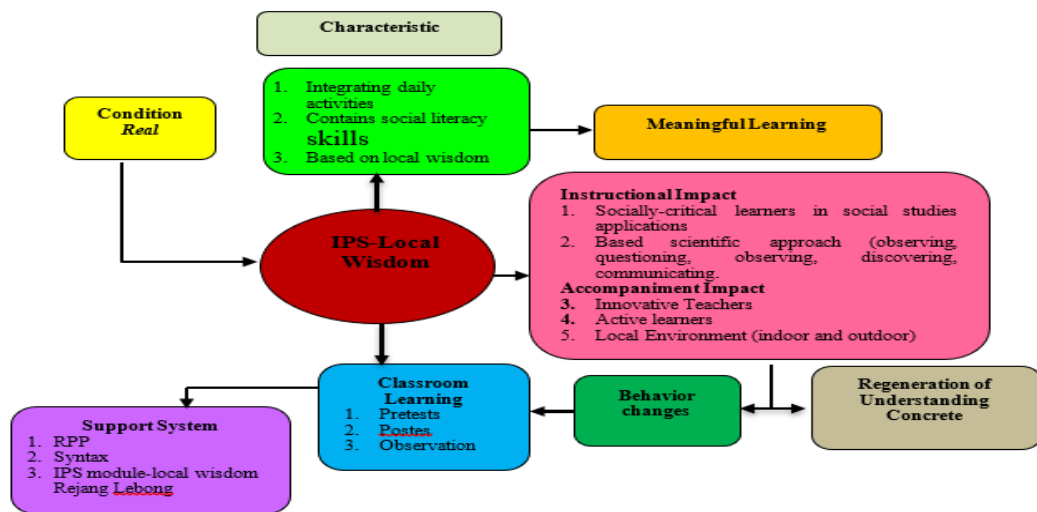 Characteristic
Condition
Real
1. Integrating daily
activities
2. Contains social literacy
skills
3. Based on local wisdom
Meaningful Learning
IPS-Local
Wisdom
Instructional Impact
1. Socially-critical learners in social studies
applications
2. Based scientific approach (observing,
questioning, observing, discovering,
communicating.
Accompaniment Impact
3. Innovative Teachers
4. Active learners
5. Local Environment (indoor and outdoor)
Classroom
Learning
1. Pretests
2. Postes
3. Observation
Behavior
changes
Regeneration of
Understanding
Concrete
Support System
1. RPP
2. Syntax
3. IPS module-local wisdom
Rejang Lebong